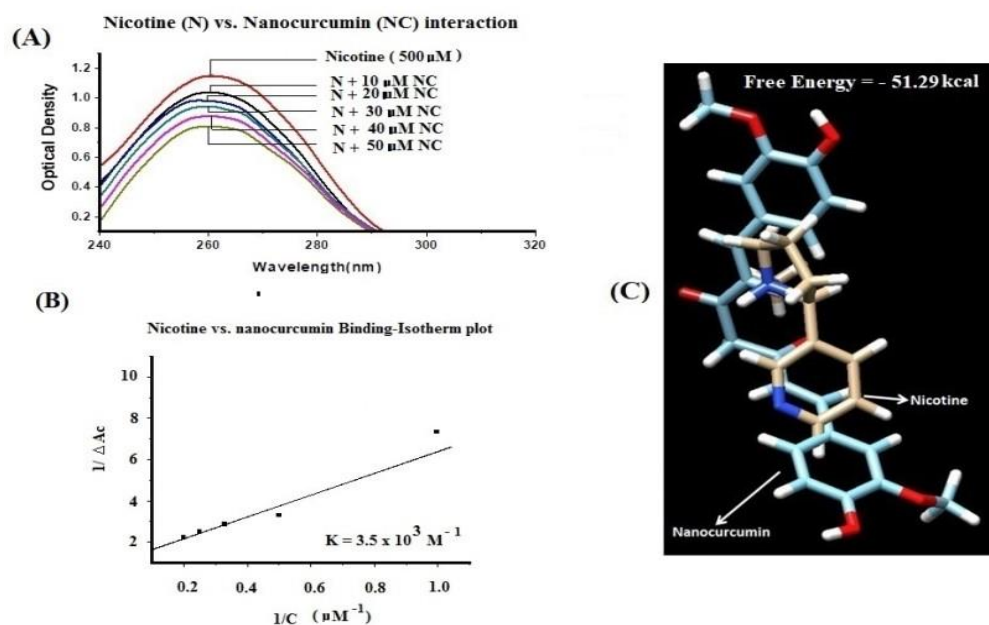 Nicotine (N) vs. Nanocurcumin (NC) interaction
(A)
Nicotine ( 500 µM )
N + 10 µM NC
N + 20 µM NC
N + 30 µM NC
N + 40 µM NC
N + 50 µM NC
Optical Density
1.2
1.0
0.8
0.6
0.4
0.2
240 260 280 300 320
Wavelength(nm)
(B)
Nicotine vs. nanocurcumin Binding-Isotherm plot
1/ △Ac
10
8
6
4
2
K = 3.5 x 10³ M⁻¹
0.2 0.4 0.6 0.8 1.0
1/C ( µM⁻¹)
(C)
Free Energy = - 51.29 kcal
Nicotine
Nanocurcumin